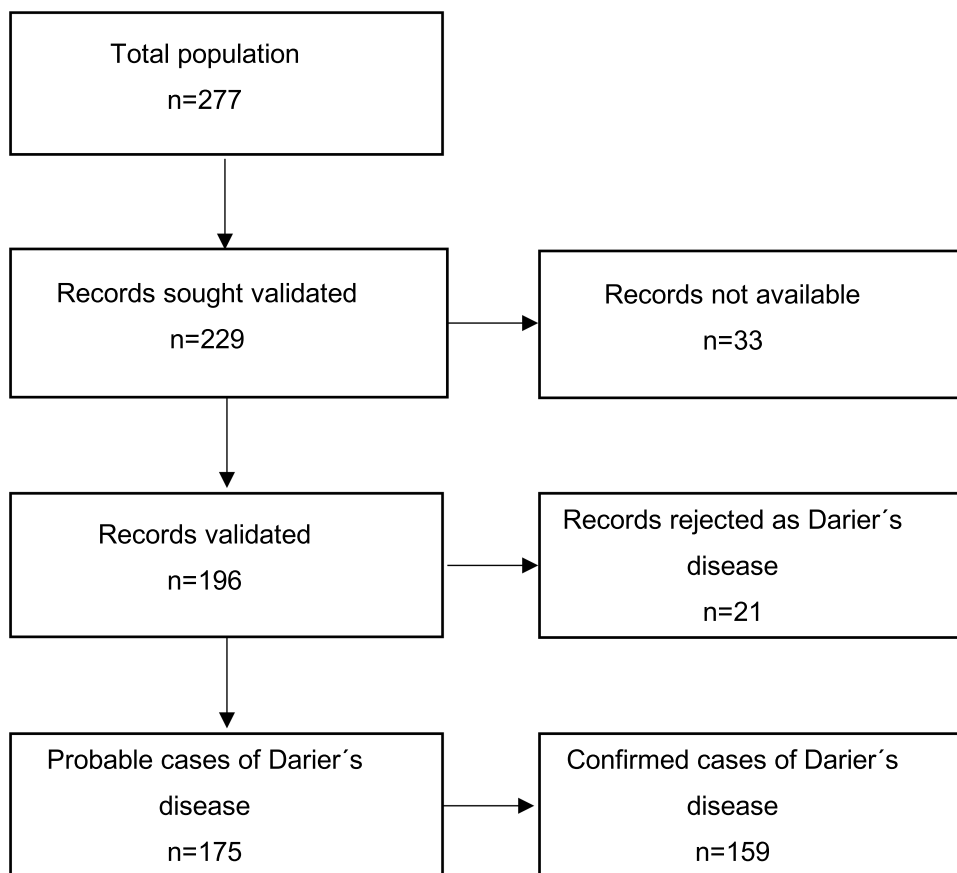 Total population
n=277
Records sought validated
n=229
Records not available
n=33
Records validated
n=196
Records rejected as Darier´s
disease
n=21
Probable cases of Darier´s
disease
n=175
Confirmed cases of Darier´s
disease
n=159